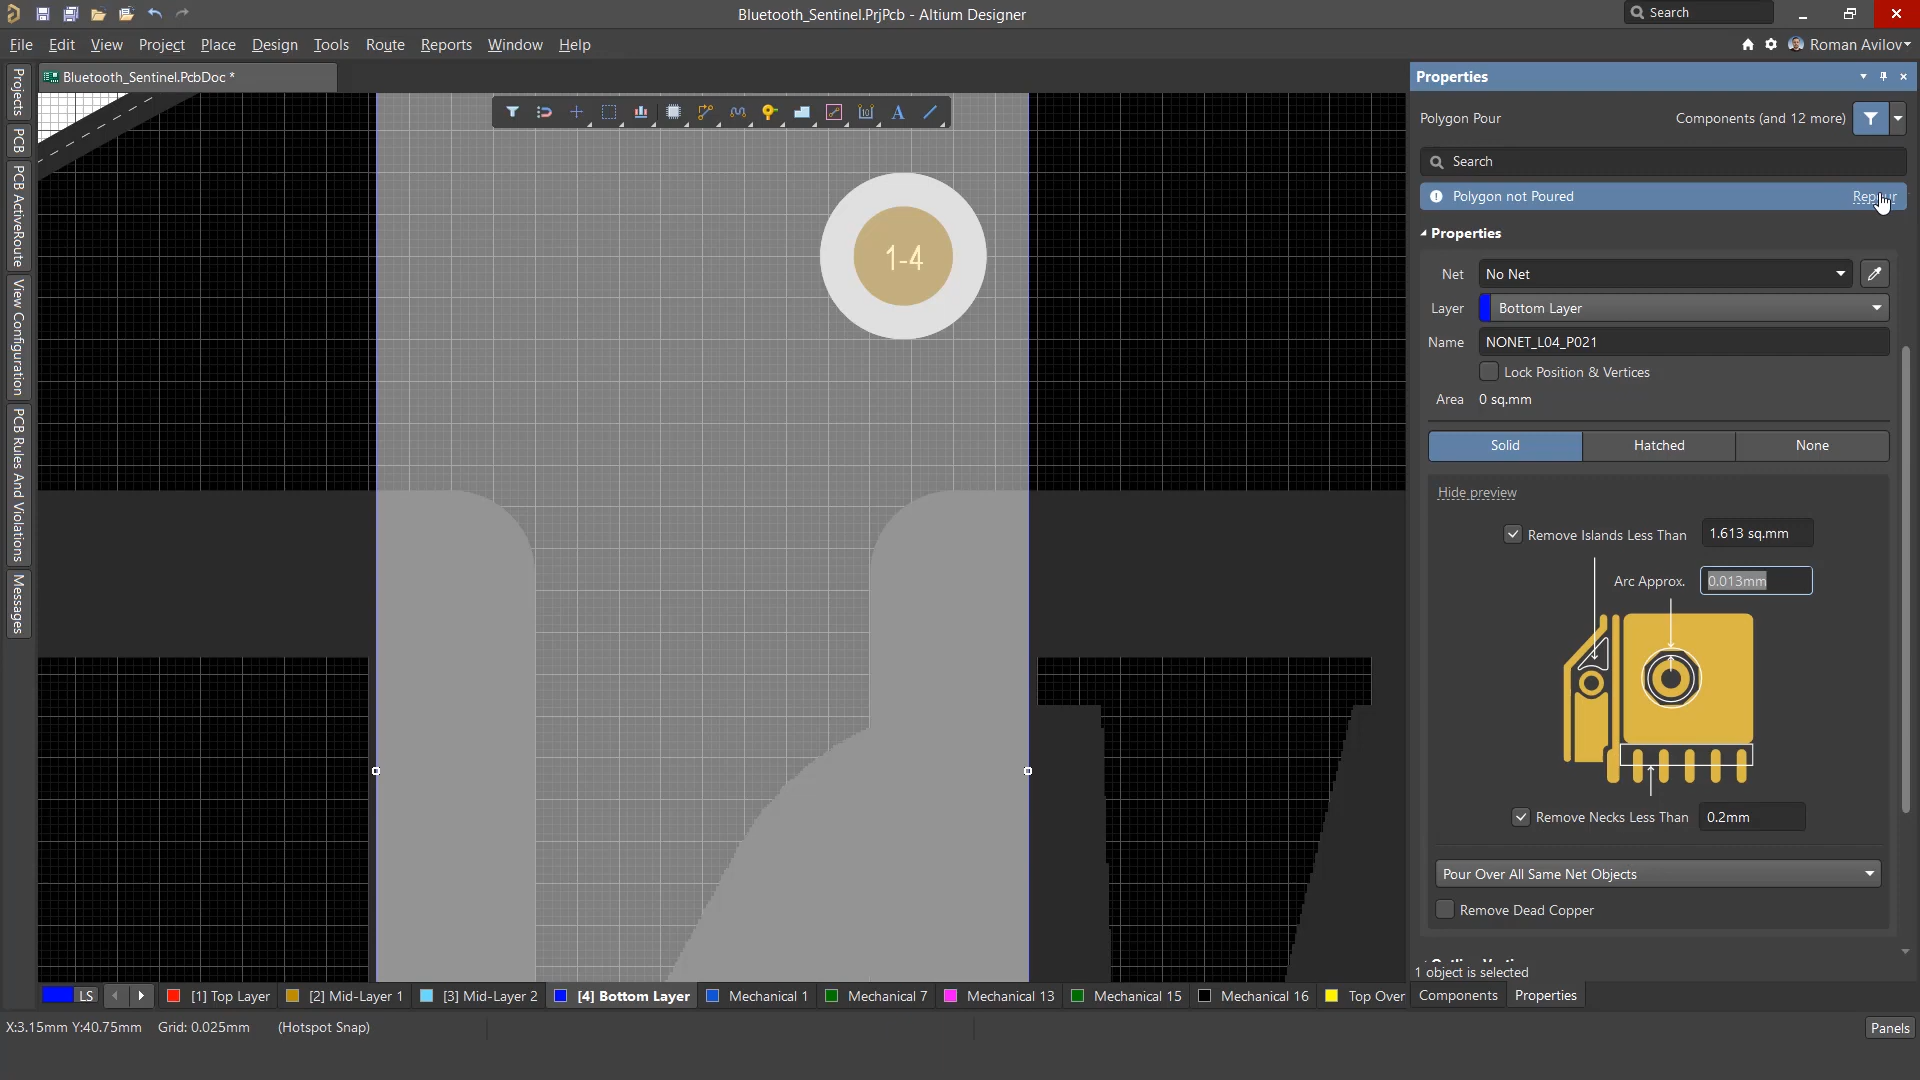 Bluetooth_Sentinel.PrjPcb - Altium Designer
Search
File Edit View Project Place Design Tools Route Reports Window Help
Roman Avilov
Bluetooth_Sentinel.PcbDoc *
Projects
PCB
PCB ActiveRoute
View Configuration
PCB Rules And Violations
Messages
1-4
Properties
Polygon Pour
Components (and 12 more)
Search
Polygon not Poured
Repour
Properties
Net No Net
Layer Bottom Layer
Name NONET_L04_P021
Lock Position & Vertices
Area 0 sq.mm
Solid Hatched None
Hide preview
Remove Islands Less Than 1.613 sq.mm
Arc Approx. 0.013mm
Remove Necks Less Than 0.2mm
Pour Over All Same Net Objects
Remove Dead Copper
1 object is selected
Components Properties
LS [1] Top Layer [2] Mid-Layer 1 [3] Mid-Layer 2 [4] Bottom Layer Mechanical 1 Mechanical 7 Mechanical 13 Mechanical 15 Mechanical 16 Top Over
X:3.15mm Y:40.75mm Grid: 0.025mm (Hotspot Snap)
Panels